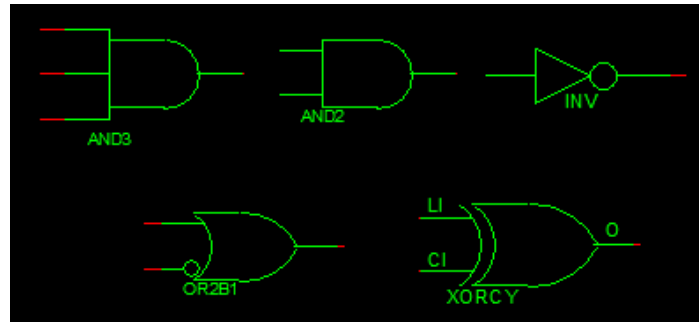 AND3
AND2
INV
OR2B1
LI
CI
O
XORCY